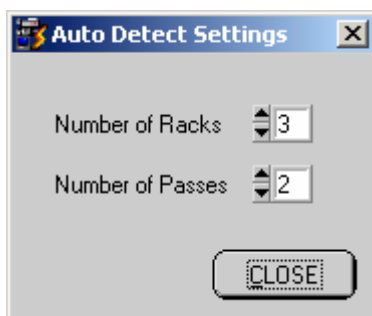 Auto Detect Settings
Number of Racks 3
Number of Passes 2
CLOSE